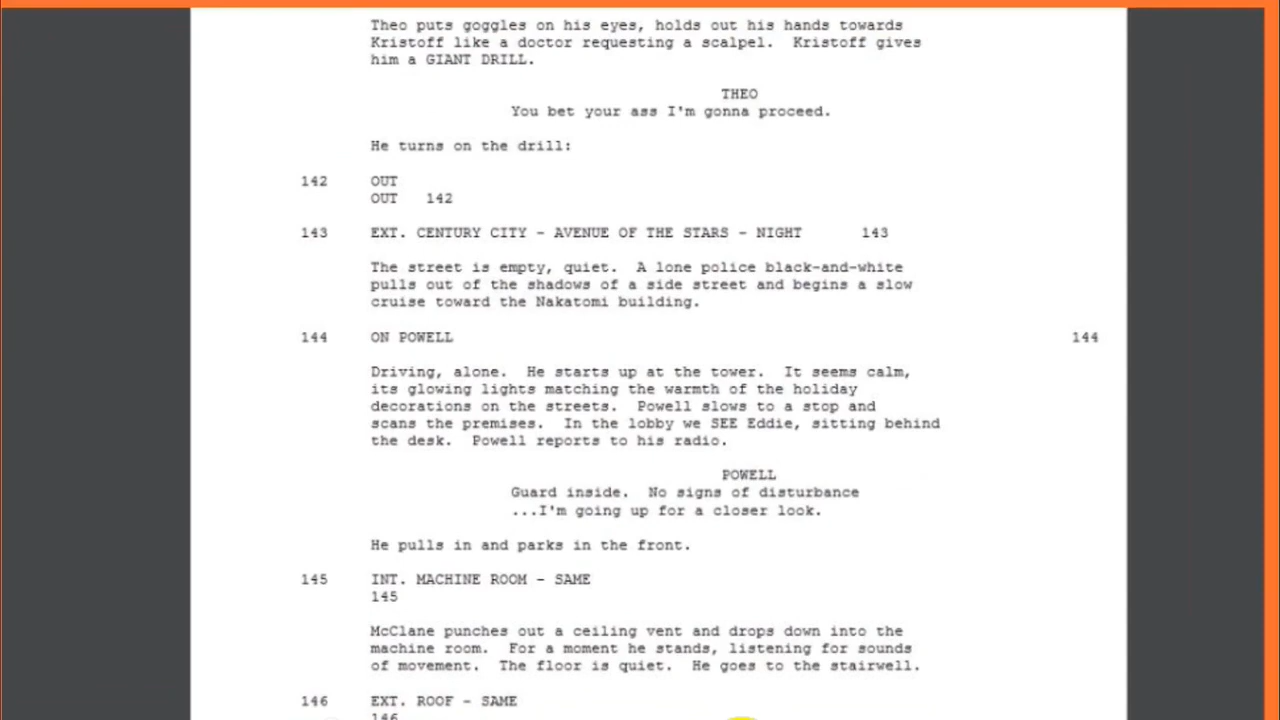 Theo puts goggles on his eyes, holds out his hands towards
Kristoff like a doctor requesting a scalpel. Kristoff gives
him a GIANT DRILL.
THEO
You bet your ass I'm gonna proceed.
He turns on the drill:
142 OUT
OUT 142
143 EXT. CENTURY CITY - AVENUE OF THE STARS - NIGHT 143
The street is empty, quiet. A lone police black-and-white
pulls out of the shadows of a side street and begins a slow
cruise toward the Nakatomi building.
144 ON POWELL 144
Driving, alone. He starts up at the tower. It seems calm,
its glowing lights matching the warmth of the holiday
decorations on the streets. Powell slows to a stop and
scans the premises. In the lobby we SEE Eddie, sitting behind
the desk. Powell reports to his radio.
POWELL
Guard inside. No signs of disturbance
...I'm going up for a closer look.
He pulls in and parks in the front.
145 INT. MACHINE ROOM - SAME
145
McClane punches out a ceiling vent and drops down into the
machine room. For a moment he stands, listening for sounds
of movement. The floor is quiet. He goes to the stairwell.
146 EXT. ROOF - SAME
146